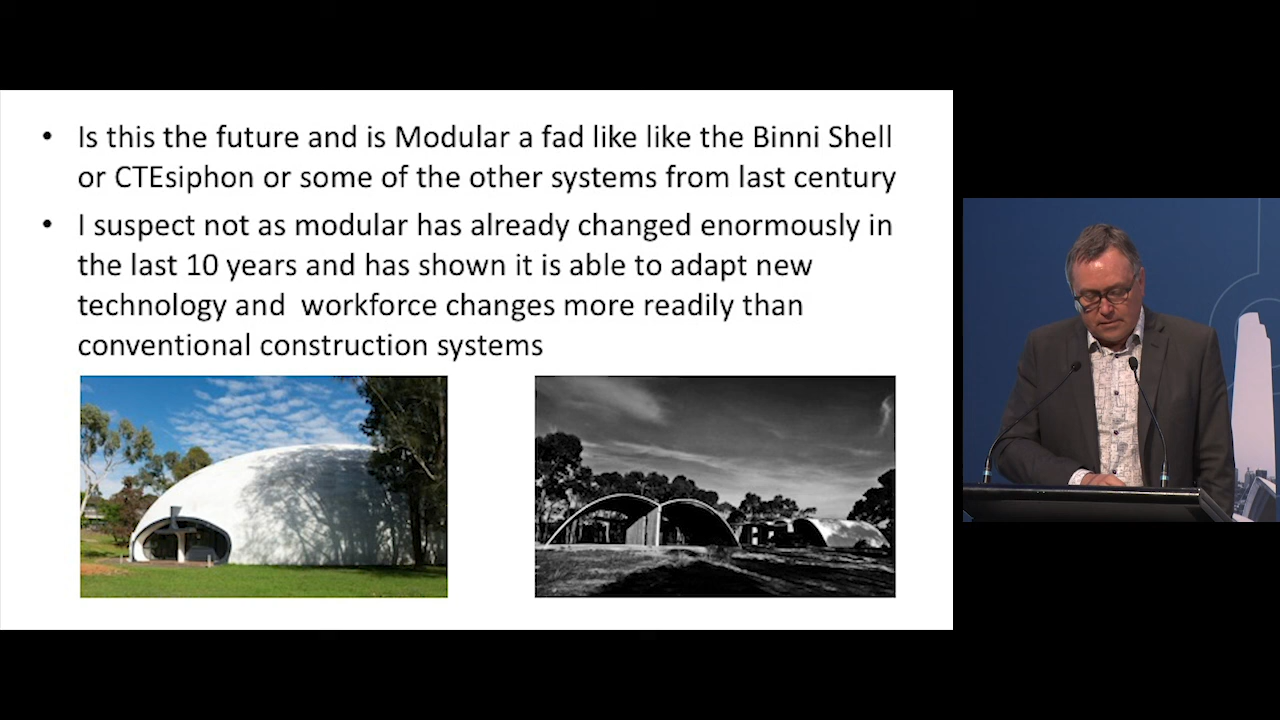 • Is this the future and is Modular a fad like like the Binni Shell
or CTEsiphon or some of the other systems from last century
• I suspect not as modular has already changed enormously in
the last 10 years and has shown it is able to adapt new
technology and  workforce changes more readily than
conventional construction systems